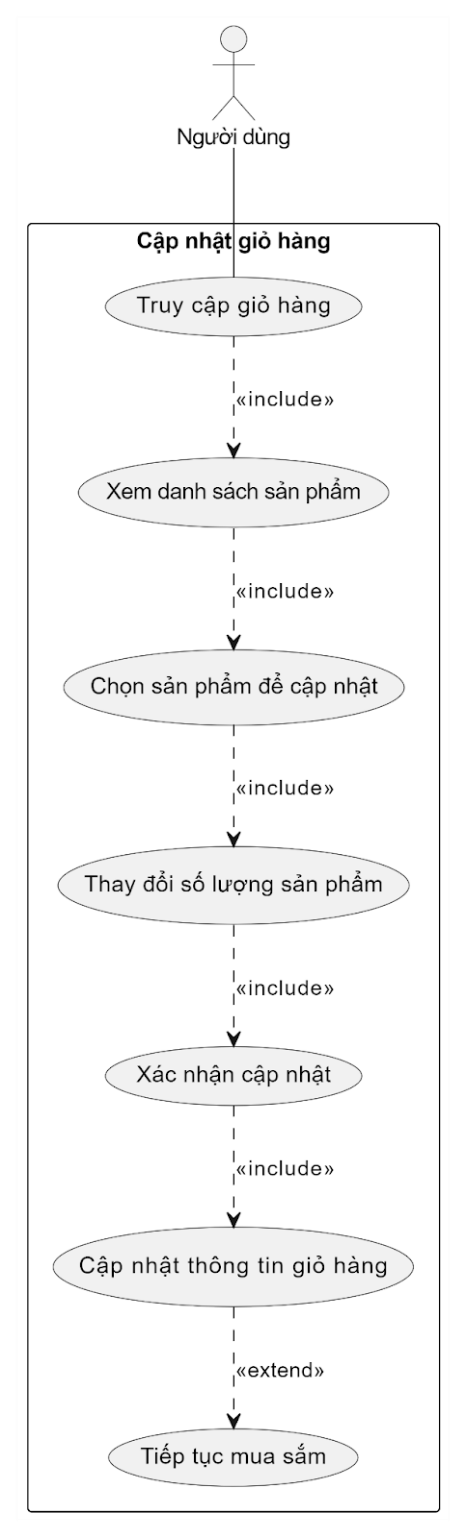 Người dùng
Cập nhật giỏ hàng
Truy cập giỏ hàng
«include»
Xem danh sách sản phẩm
«include»
Chọn sản phẩm để cập nhật
«include»
Thay đổi số lượng sản phẩm
«include»
Xác nhận cập nhật
«include»
Cập nhật thông tin giỏ hàng
«extend»
Tiếp tục mua sắm